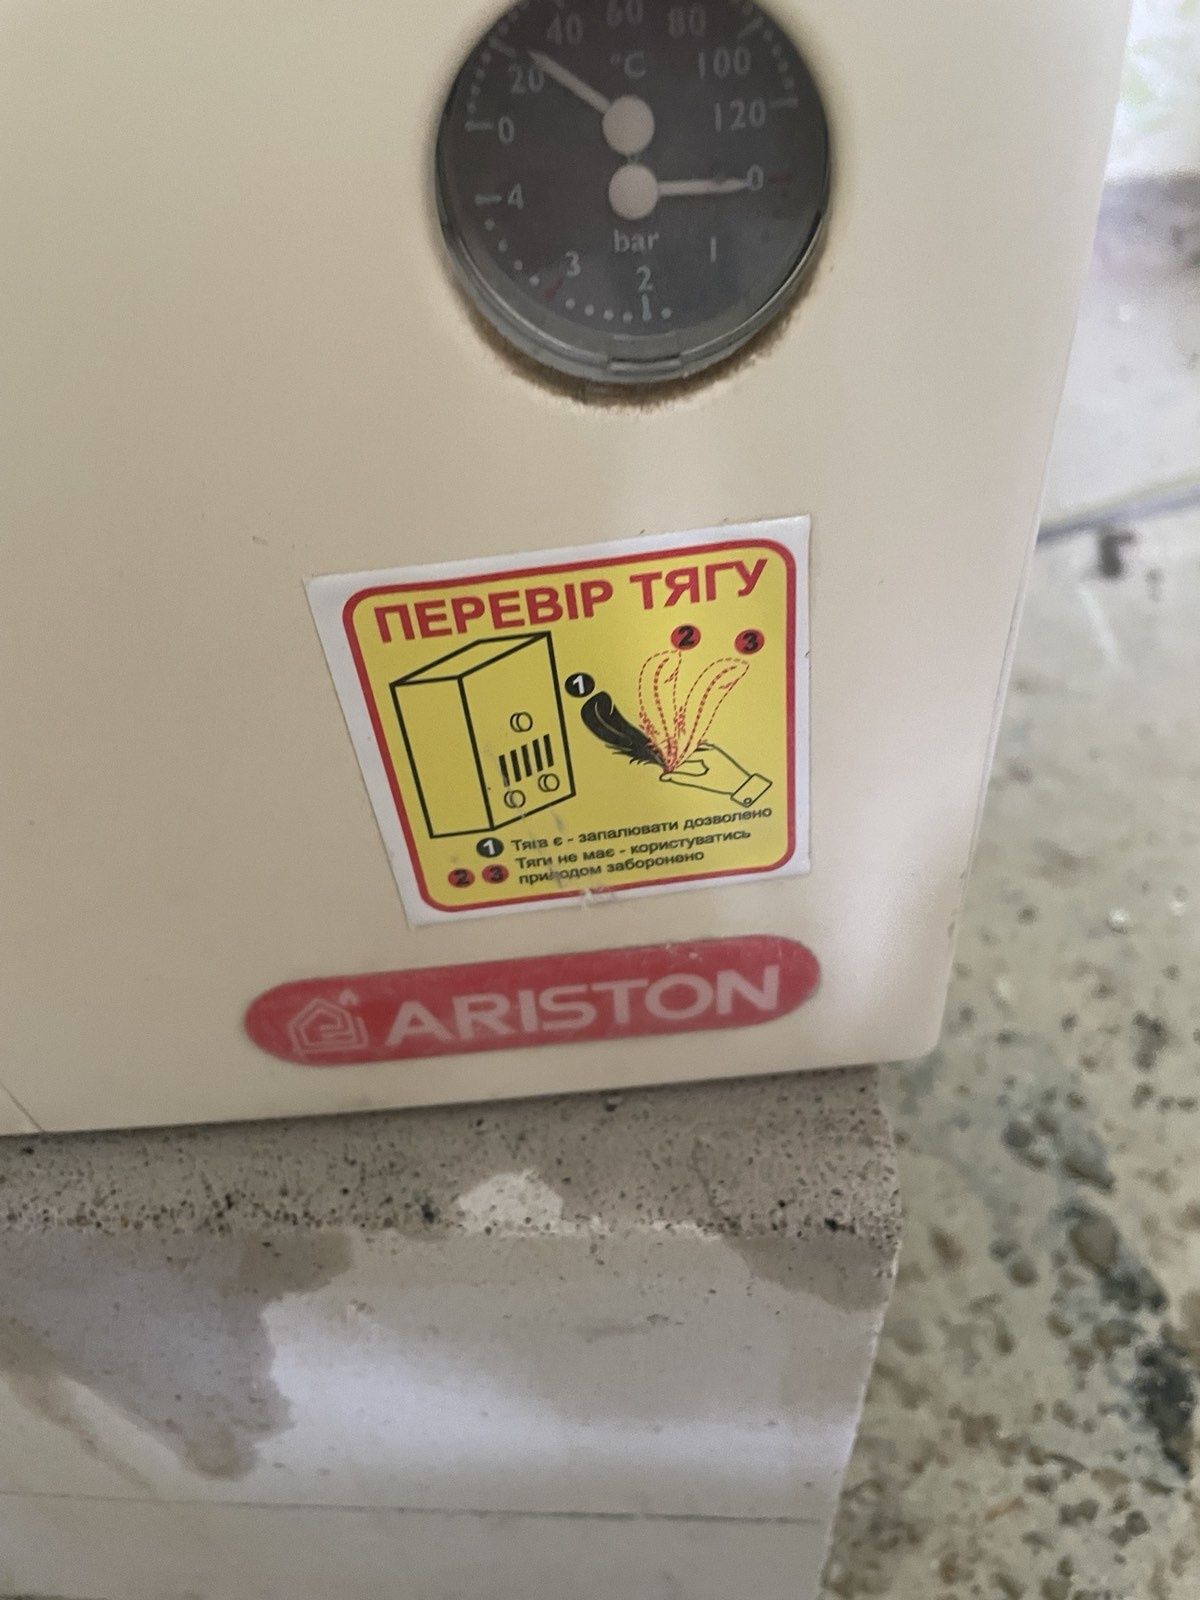 40 60 80
20 °C 100
0 120
4 0
bar
3 2 1
ПЕРЕВІР ТЯГУ
1 2 3
1 Тяга є - запалювати дозволено
2 3 Тяги не має - користуватись
приладом заборонено
ARISTON